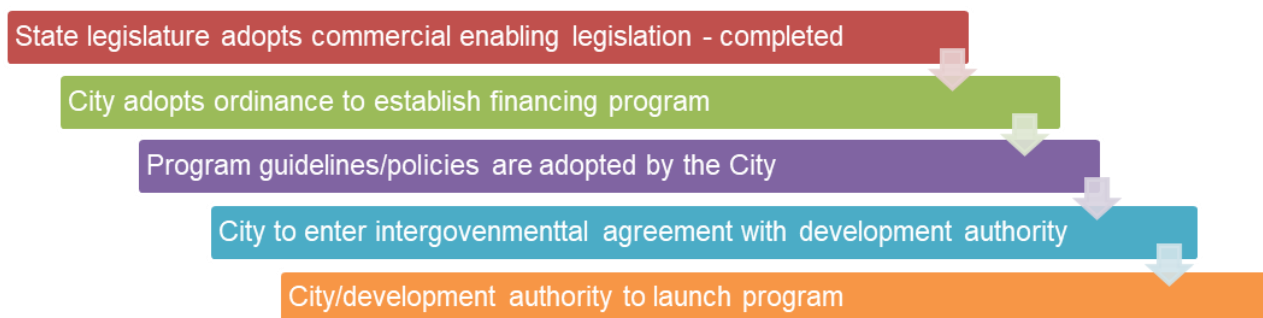 State legislature adopts commercial enabling legislation - completed
City adopts ordinance to establish financing program
Program guidelines/policies are adopted by the City
City to enter intergovenmenttal agreement with development authority
City/development authority to launch program